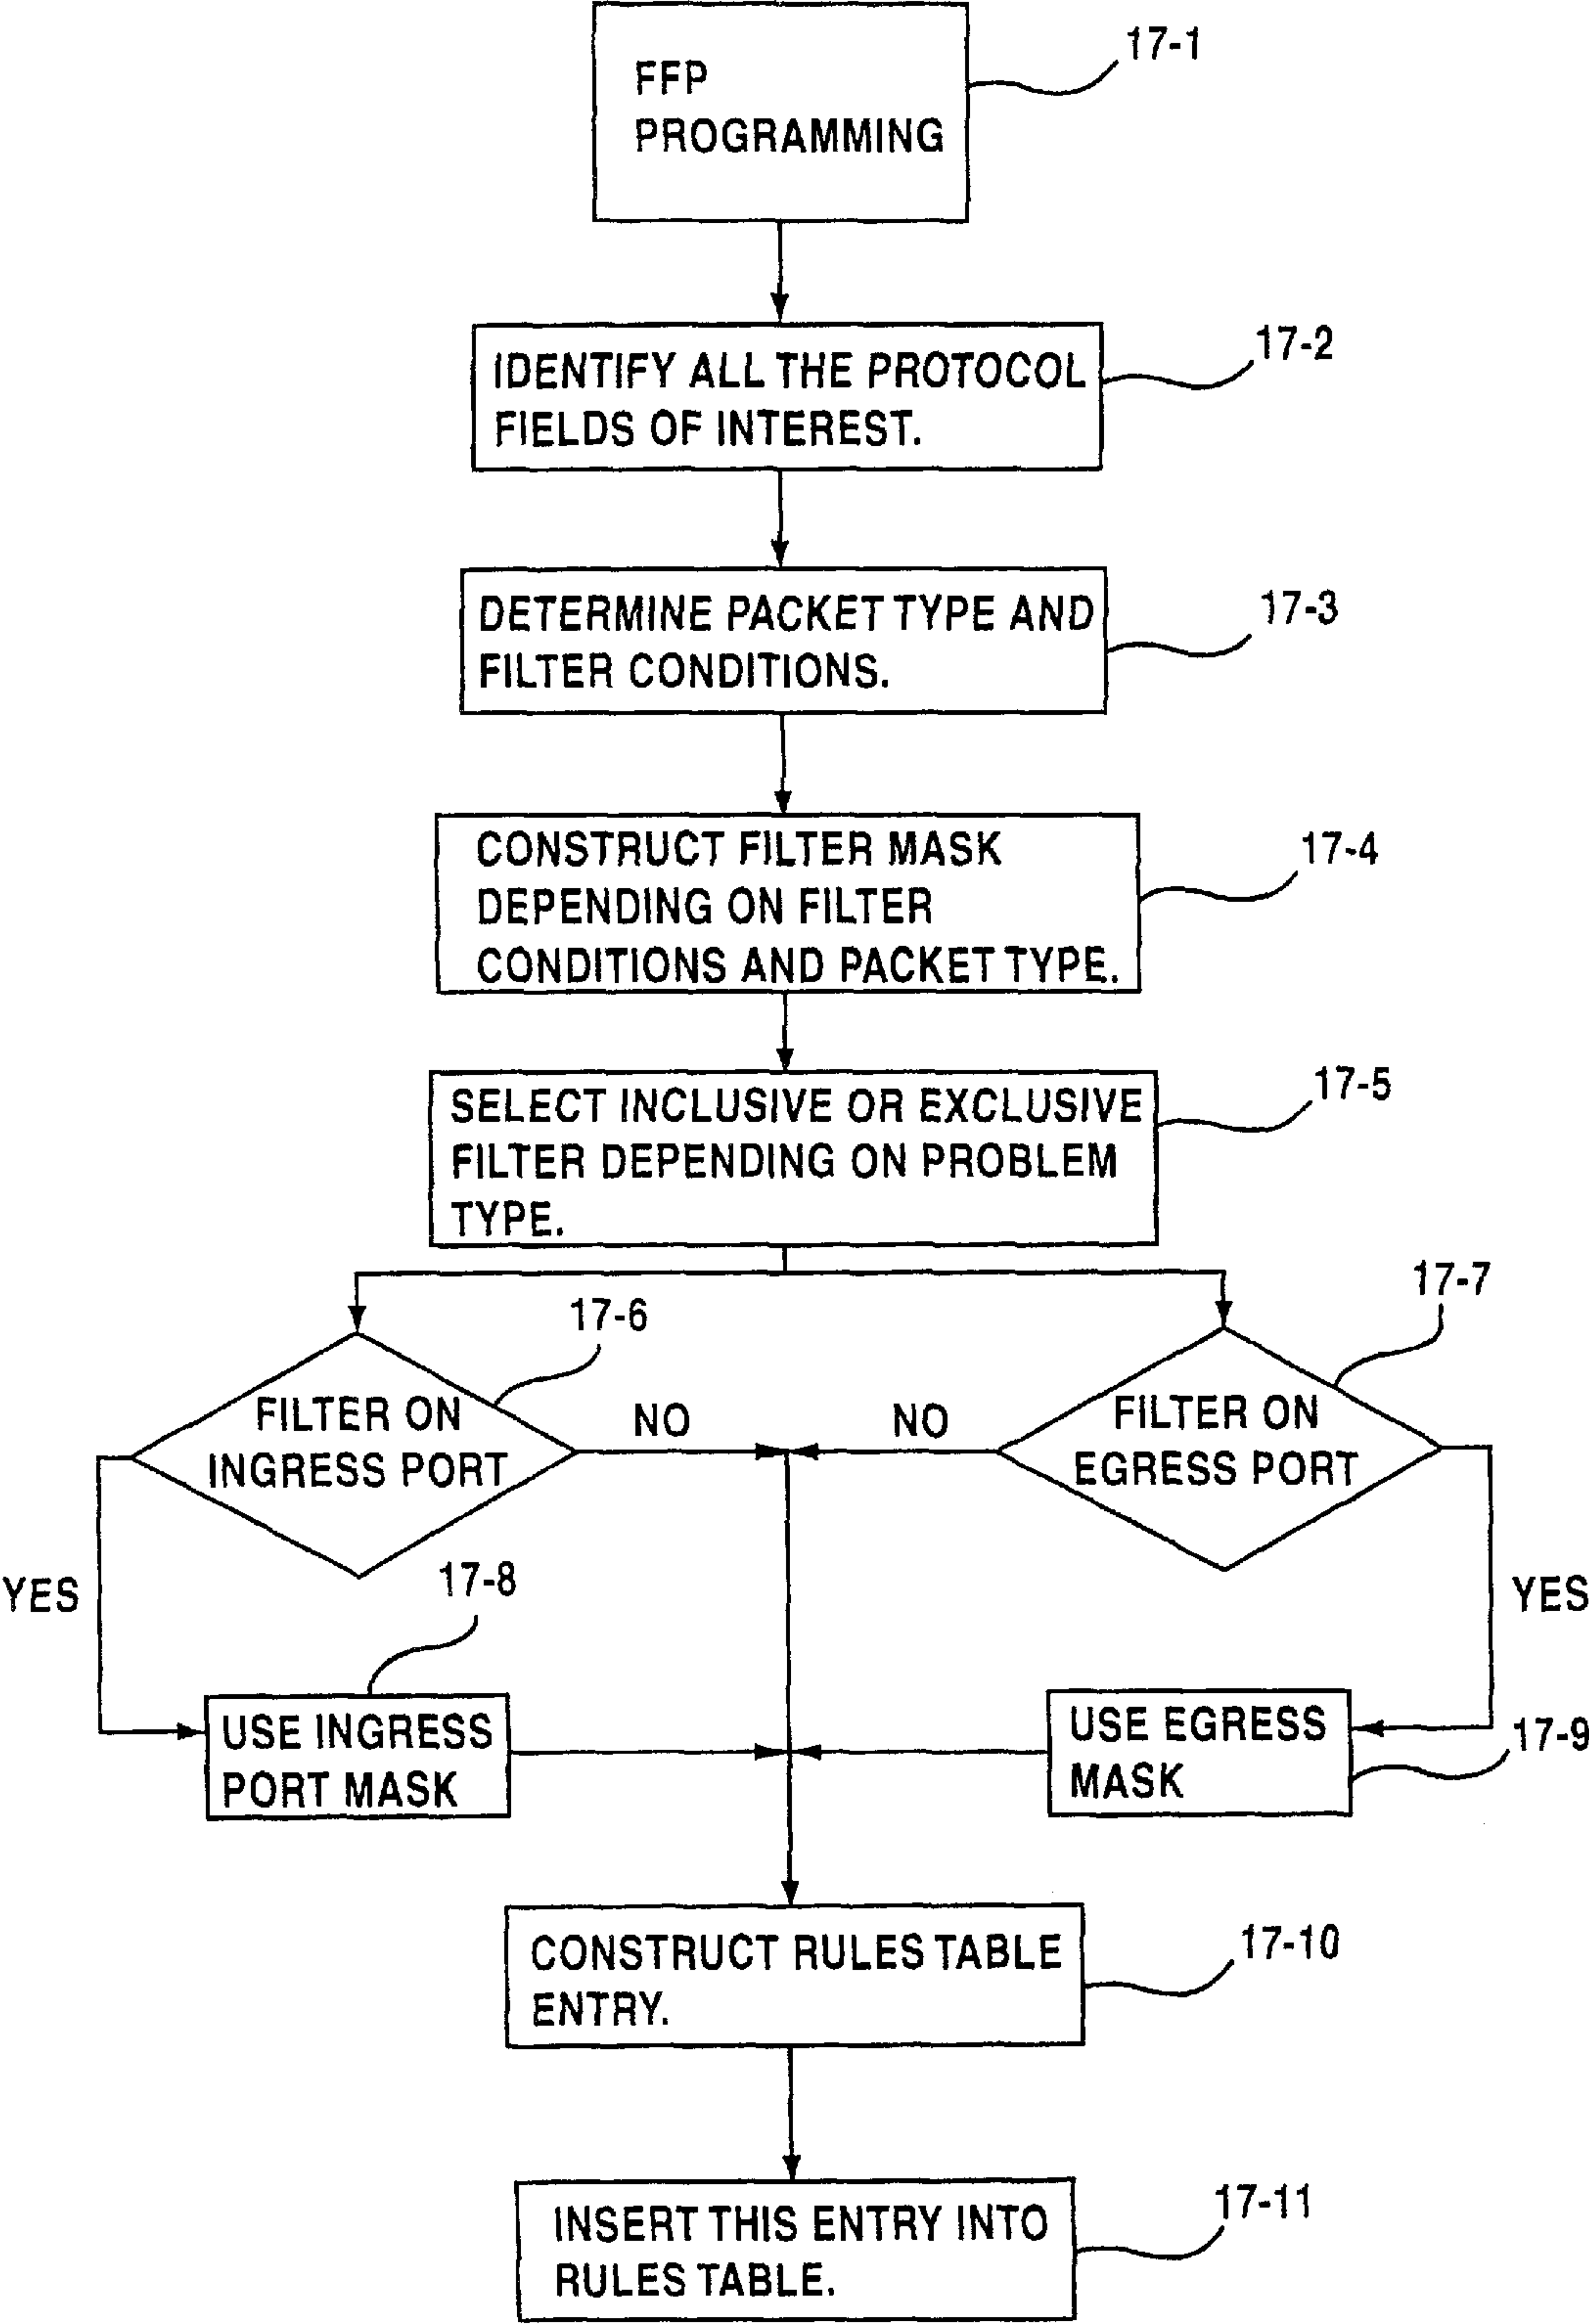 FFP
PROGRAMMING
17-1
IDENTIFY ALL THE PROTOCOL
FIELDS OF INTEREST.
17-2
DETERMINE PACKET TYPE AND
FILTER CONDITIONS.
17-3
CONSTRUCT FILTER MASK
DEPENDING ON FILTER
CONDITIONS AND PACKET TYPE.
17-4
SELECT INCLUSIVE OR EXCLUSIVE
FILTER DEPENDING ON PROBLEM
TYPE.
17-5
17-6
17-7
FILTER ON
INGRESS PORT
NO
NO
FILTER ON
EGRESS PORT
YES
17-8
YES
USE INGRESS
PORT MASK
USE EGRESS
MASK
17-9
CONSTRUCT RULES TABLE
ENTRY.
17-10
INSERT THIS ENTRY INTO
RULES TABLE.
17-11